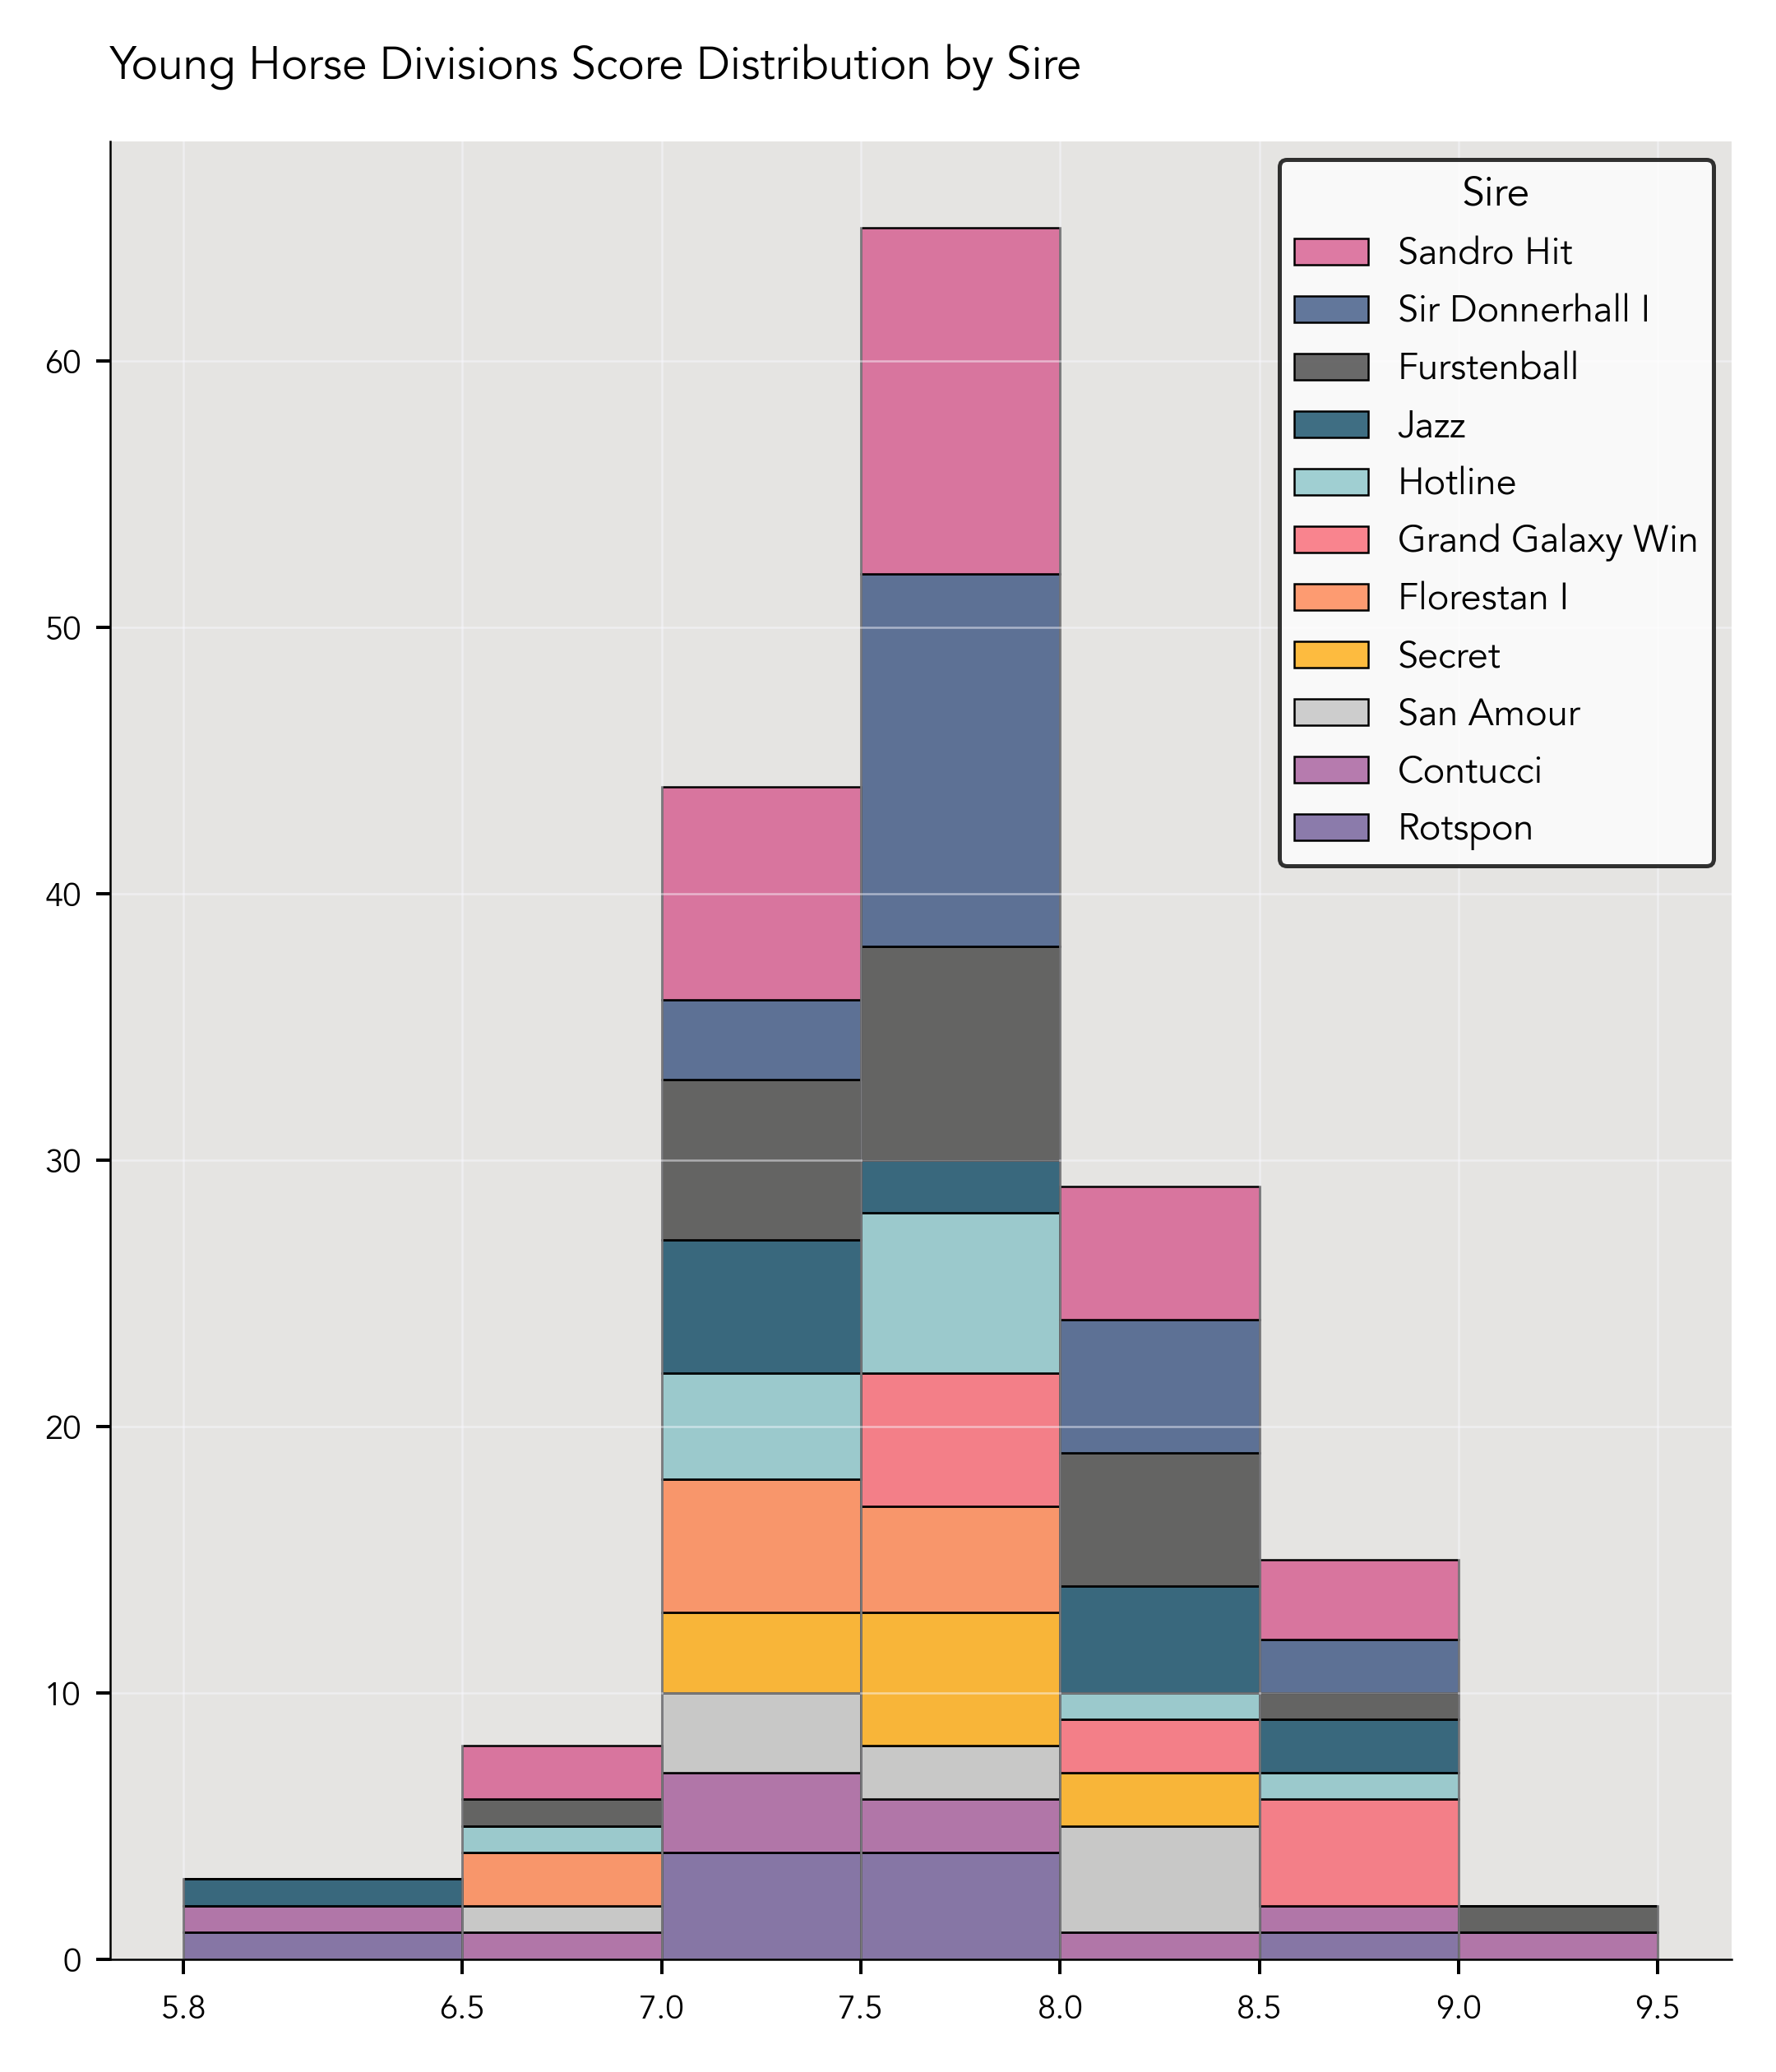 Young Horse Divisions Score Distribution by Sire
Sire
Sandro Hit
Sir Donnerhall I
Furstenball
Jazz
Hotline
Grand Galaxy Win
Florestan I
Secret
San Amour
Contucci
Rotspon
60
50
40
30
20
10
0
5.8 6.5 7.0 7.5 8.0 8.5 9.0 9.5